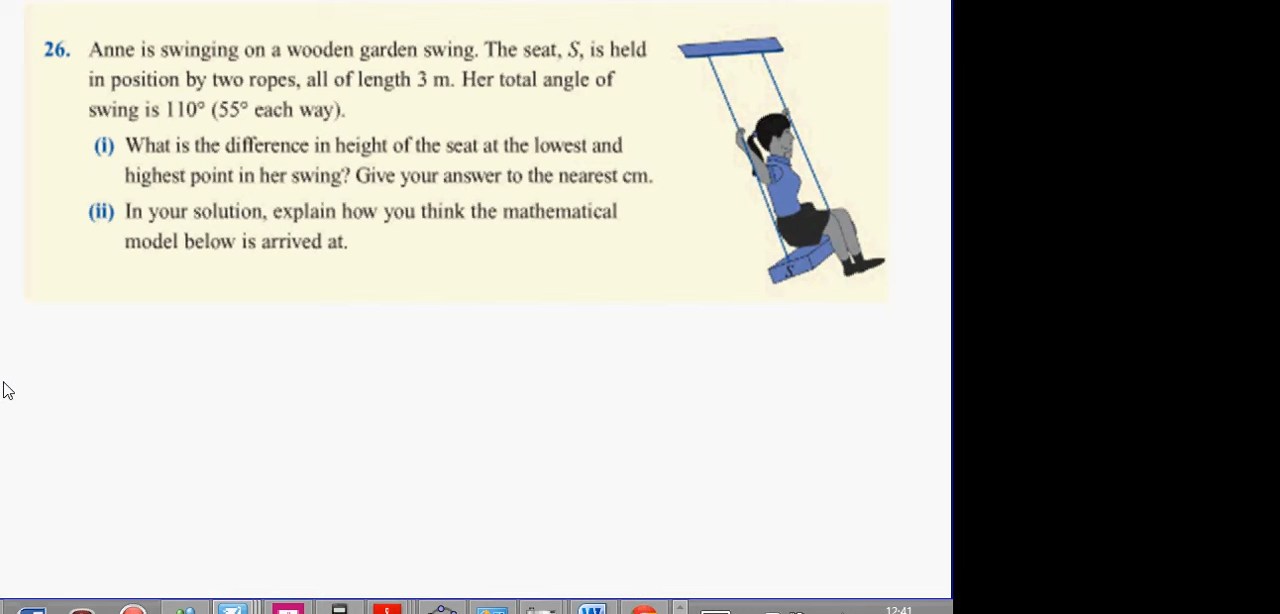 26. Anne is swinging on a wooden garden swing. The seat, S, is held
in position by two ropes, all of length 3 m. Her total angle of
swing is 110° (55° each way).
(i) What is the difference in height of the seat at the lowest and
highest point in her swing? Give your answer to the nearest cm.
(ii) In your solution, explain how you think the mathematical
model below is arrived at.
S
12:41